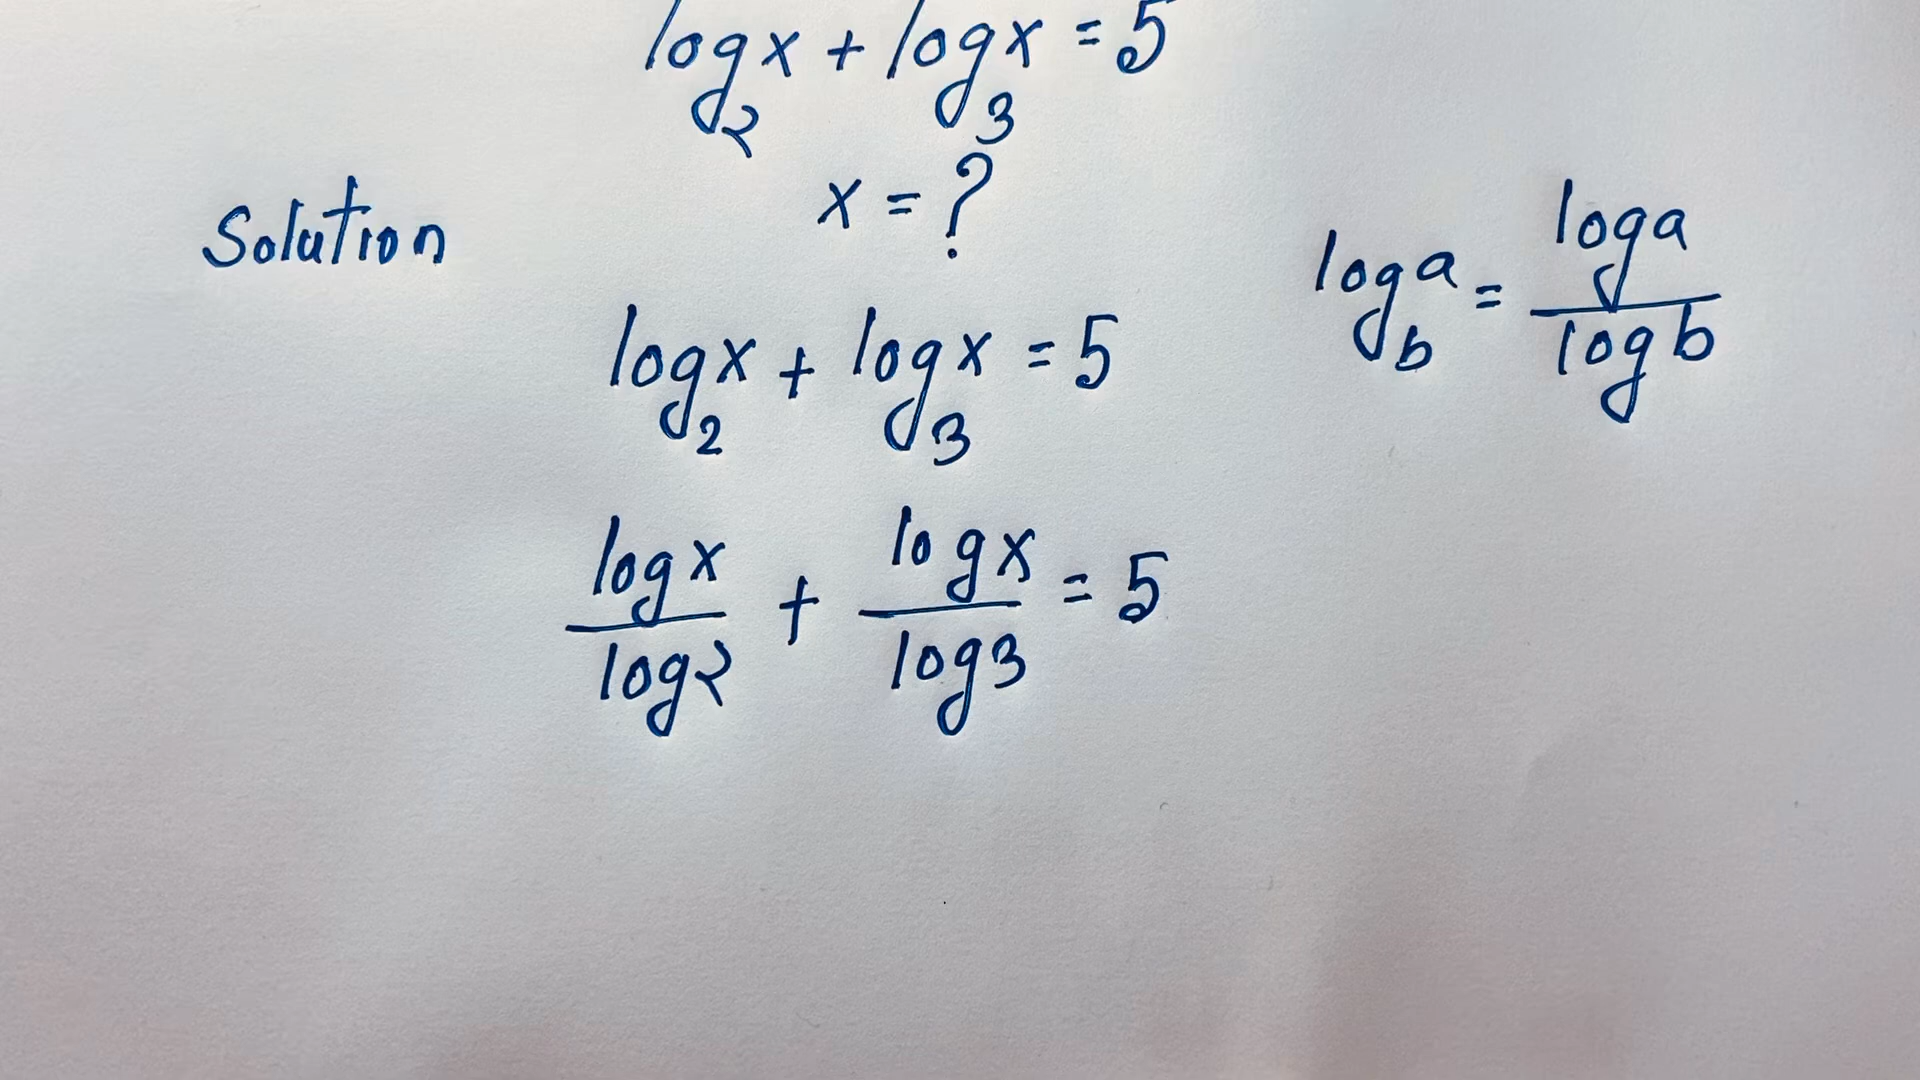 log₂x + log₃x = 5
x = ?
Solution
log_b a = log a / log b
log₂x + log₃x = 5
log x / log 2 + log x / log 3 = 5